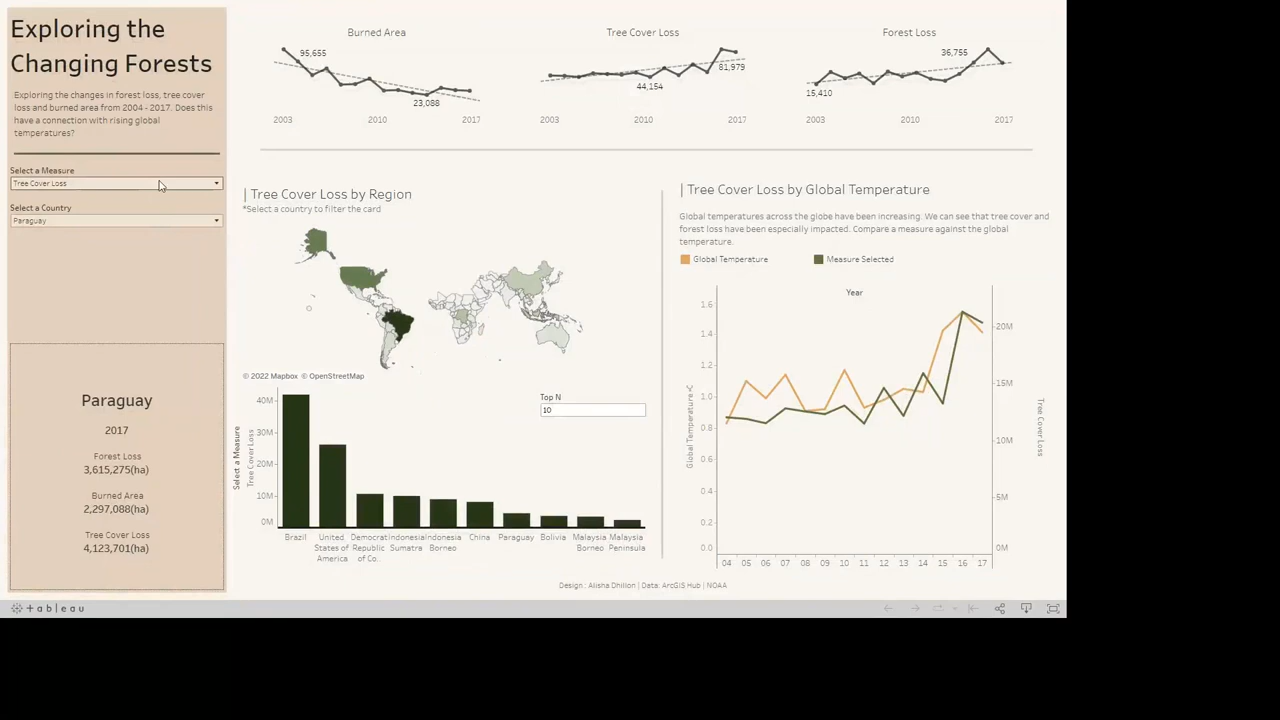 Exploring the
Changing Forests
Exploring the changes in forest loss, tree cover
loss and burned area from 2004 - 2017. Does this
have a connection with rising global
temperatures?
Select a Measure
Tree Cover Loss
Select a Country
Paraguay
Paraguay
2017
Forest Loss
3,615,275(ha)
Burned Area
2,297,088(ha)
Tree Cover Loss
4,123,701(ha)
Burned Area
95,655
23,088
2003 2010 2017
Tree Cover Loss
44,154
81,979
2003 2010 2017
Forest Loss
15,410
36,755
2003 2010 2017
| Tree Cover Loss by Region
*Select a country to filter the card
© 2022 Mapbox © OpenStreetMap
Top N
10
Select a Measure
Tree Cover Loss
40M
30M
20M
10M
0M
Brazil
United
States of
America
Democrati
Republic
of Co..
Indonesia
Sumatra
Indonesia
Borneo
China
Paraguay
Bolivia
Malaysia
Borneo
Malaysia
Peninsula
| Tree Cover Loss by Global Temperature
Global temperatures across the globe have been increasing. We can see that tree cover and
forest loss have been especially impacted. Compare a measure against the global
temperature.
Global Temperature
Measure Selected
Year
Global Temperature °C
1.6
1.4
1.2
1.0
0.8
0.6
0.4
0.2
0.0
20M
15M
10M
5M
0M
Tree Cover Loss
04 05 06 07 08 09 10 11 12 13 14 15 16 17
Design : Alisha Dhillon | Data: ArcGIS Hub | NOAA
+ableau